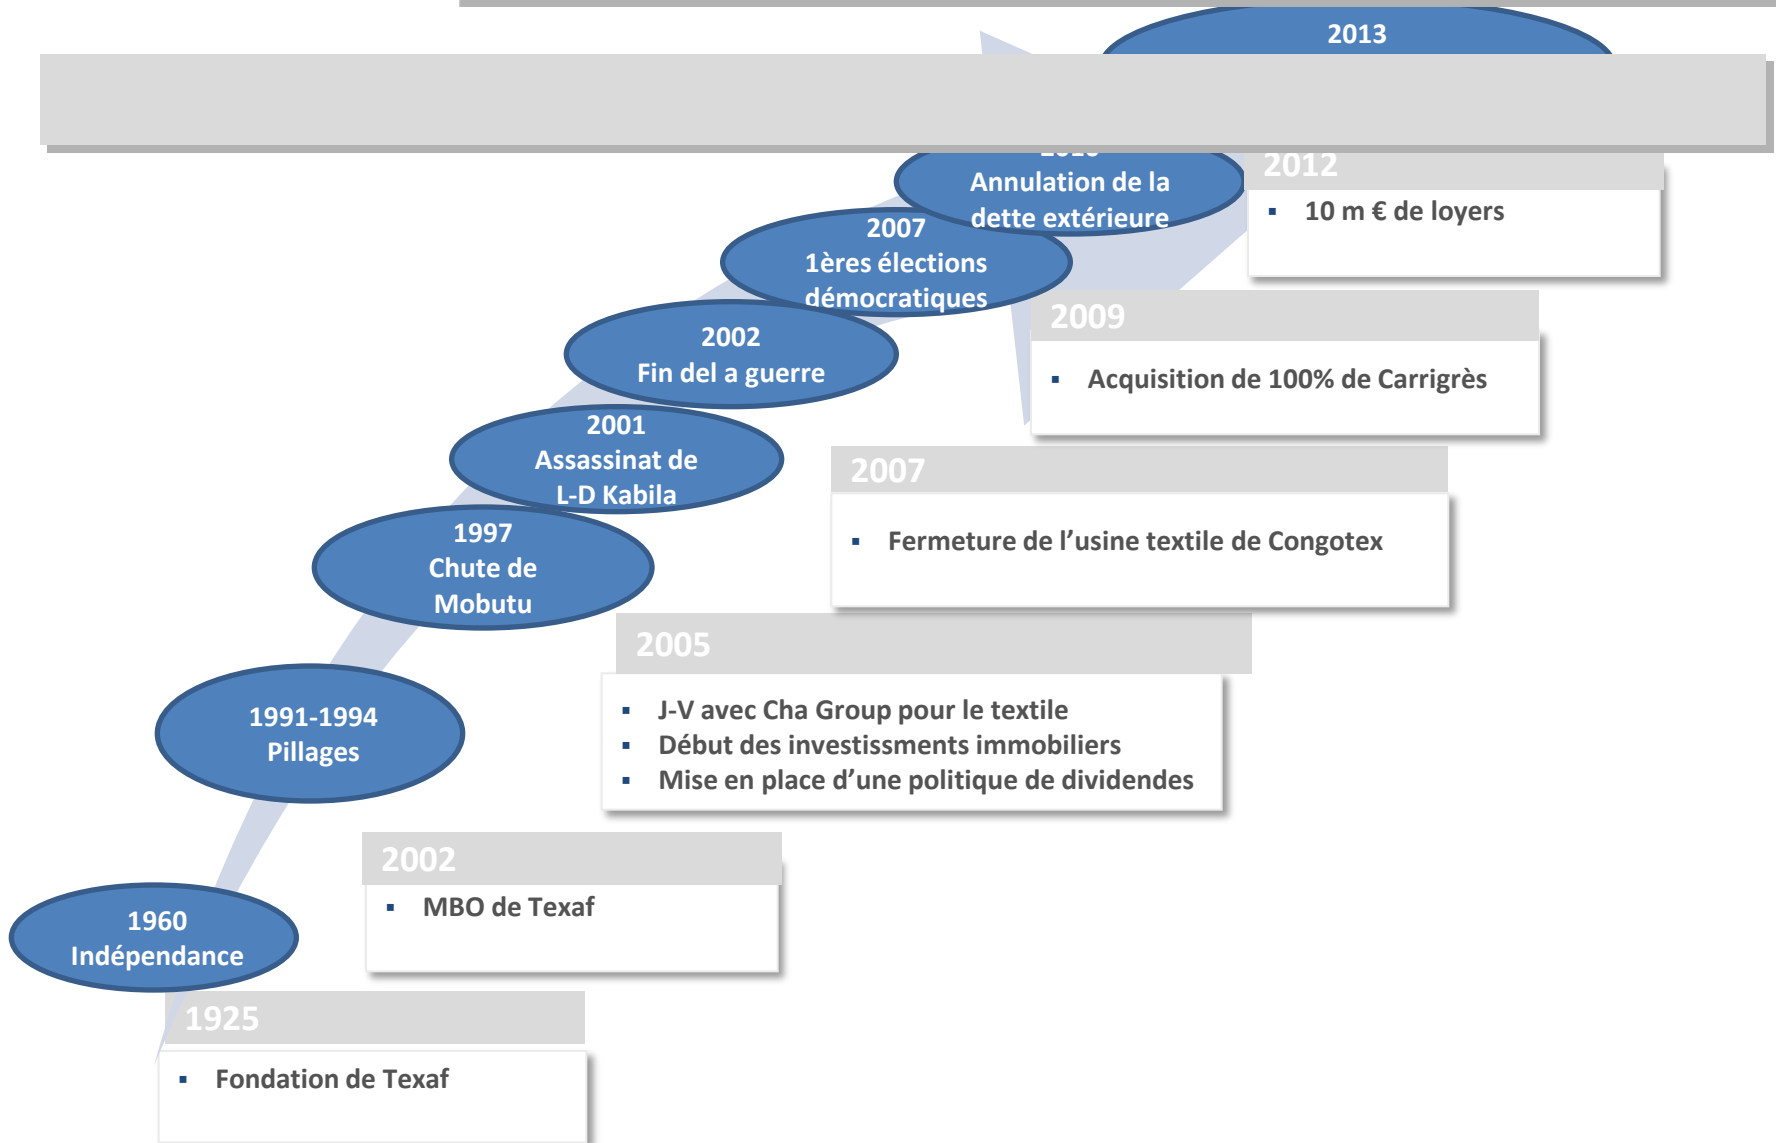 2013
Annulation de la
dette extérieure
2012
▪ 10 m € de loyers
2007
1ères élections
démocratiques
2002
Fin del a guerre
2009
▪ Acquisition de 100% de Carrigrès
2001
Assassinat de
L-D Kabila
2007
▪ Fermeture de l’usine textile de Congotex
1997
Chute de
Mobutu
2005
▪ J-V avec Cha Group pour le textile
▪ Début des investissments immobiliers
▪ Mise en place d’une politique de dividendes
1991-1994
Pillages
2002
▪ MBO de Texaf
1960
Indépendance
1925
▪ Fondation de Texaf